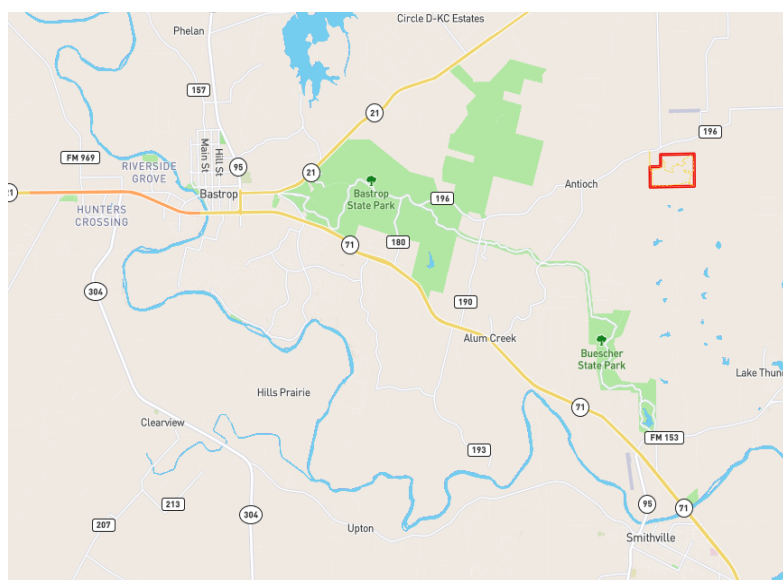 Circle D-KC Estates
Phelan
157
21
196
FM 969
Main St
Hill St
RIVERSIDE
GROVE
95
21
Antioch
Bastrop
State Park
196
21
Bastrop
HUNTERS
CROSSING
71
180
304
190
Alum Creek
Buescher
State Park
Lake Thun
Hills Prairie
71
Clearview
FM 153
193
213
95
71
207
304
Upton
Smithville